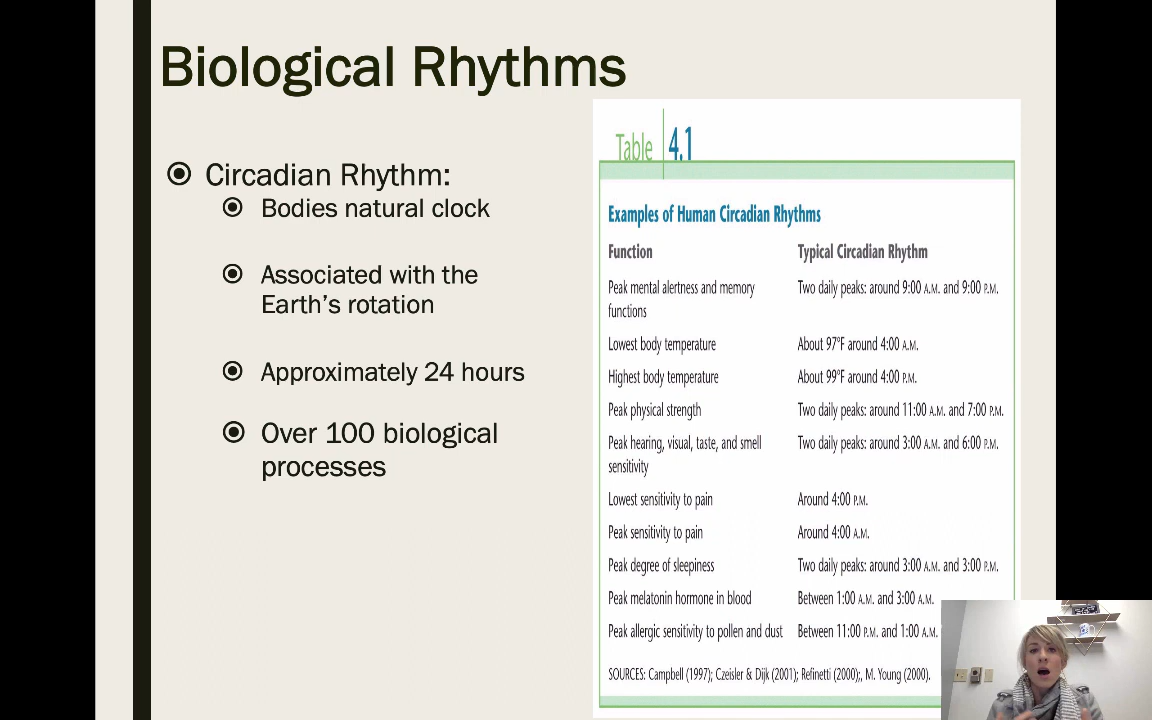 Biological Rhythms
Circadian Rhythm:
Bodies natural clock
Associated with the
Earth's rotation
Approximately 24 hours
Over 100 biological
processes
Table 4.1
Examples of Human Circadian Rhythms
Function Typical Circadian Rhythm
Peak mental alertness and memory Two daily peaks: around 9:00 A.M. and 9:00 P.M.
functions
Lowest body temperature About 97°F around 4:00 A.M.
Highest body temperature About 99°F around 4:00 P.M.
Peak physical strength Two daily peaks: around 11:00 A.M. and 7:00 P.M.
Peak hearing, visual, taste, and smell Two daily peaks: around 3:00 A.M. and 6:00 P.M.
sensitivity
Lowest sensitivity to pain Around 4:00 P.M.
Peak sensitivity to pain Around 4:00 A.M.
Peak degree of sleepiness Two daily peaks: around 3:00 A.M. and 3:00 P.M.
Peak melatonin hormone in blood Between 1:00 A.M. and 3:00 A.M.
Peak allergic sensitivity to pollen and dust Between 11:00 P.M. and 1:00 A.M.
SOURCES: Campbell (1997); Czeisler & Dijk (2001); Refinetti (2000);, M. Young (2000).